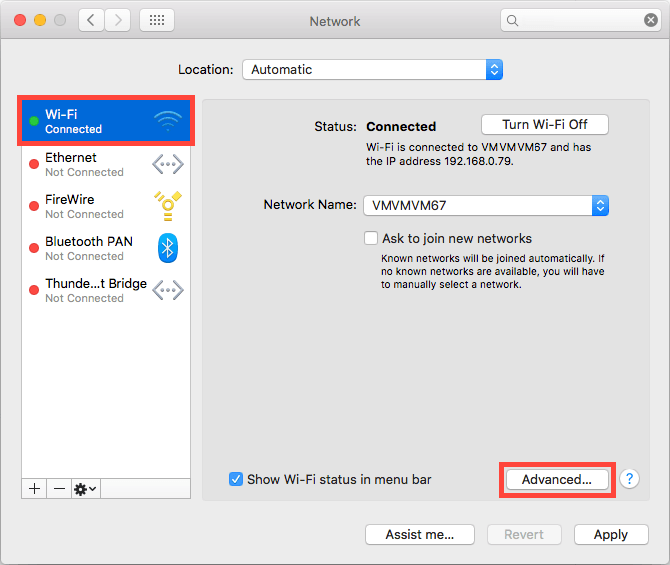 Network
Location: Automatic
Wi-Fi
Connected
Ethernet
Not Connected
FireWire
Not Connected
Bluetooth PAN
Not Connected
Thunde...t Bridge
Not Connected
Status: Connected
Turn Wi-Fi Off
Wi-Fi is connected to VMVMVM67 and has
the IP address 192.168.0.79.
Network Name: VMVMVM67
Ask to join new networks
Known networks will be joined automatically. If
no known networks are available, you will have
to manually select a network.
Show Wi-Fi status in menu bar
Advanced...
?
Assist me...
Revert
Apply